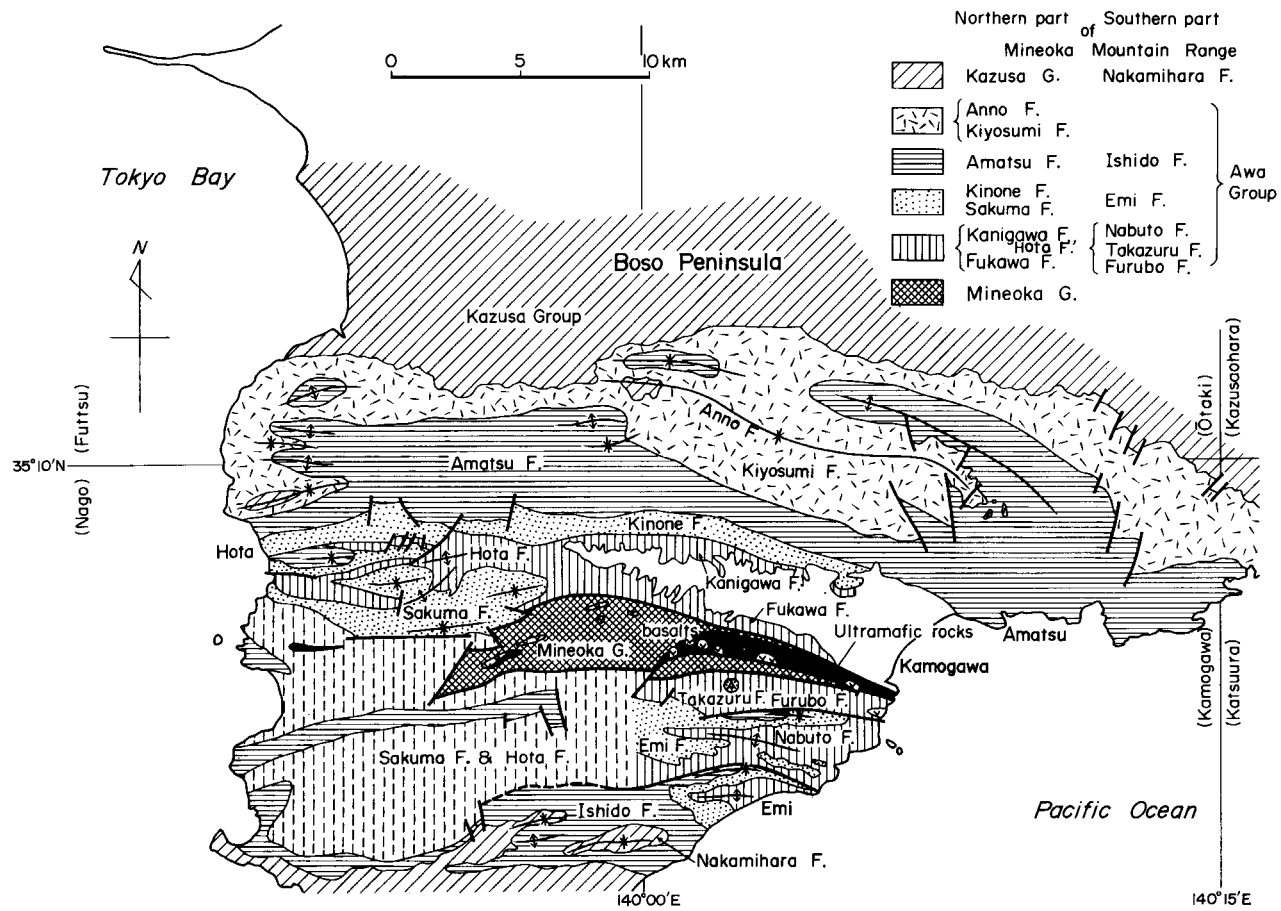 Northern part of Southern part
Mineoka Mountain Range
Kazusa G. Nakamihara F.
Anno F.
Kiyosumi F.
Amatsu F. Ishido F.
Kinone F.
Sakuma F. Emi F.
Kanigawa F.
"Hota F."
Fukawa F.
Nabuto F.
Takazuru F.
Furubo F.
Awa
Group
Mineoka G.
0 5 10 km
Tokyo Bay
N
Boso Peninsula
Kazusa Group
(Futtsu)
(Nago)
35°10'N
(Ōtaki)
(Kazusaohara)
Anno F.
Amatsu F.
Kiyosumi F.
Kinone F.
Hota
Hota F.
Kanigawa F.
Sakuma F.
Fukawa F.
basalts
Ultramafic rocks
Amatsu
Mineoka G.
Kamogawa
(Kamogawa)
(Katsuura)
Takazuru F. Furubo F.
Emi F.
Nabuto F.
Sakuma F. & Hota F.
Ishido F.
Emi
Pacific Ocean
Nakamihara F.
140°00'E
140°15'E